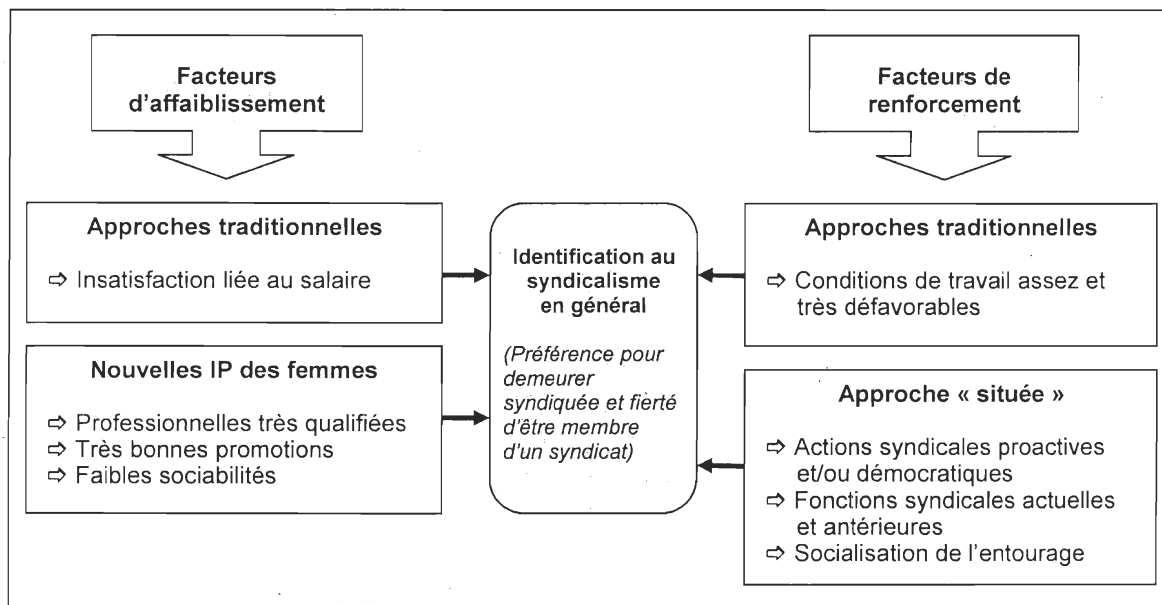 Facteurs
d'affaiblissement
Facteurs de
renforcement
Approches traditionnelles
⇨ Insatisfaction liée au salaire
Nouvelles IP des femmes
⇨ Professionnelles très qualifiées
⇨ Très bonnes promotions
⇨ Faibles sociabilités
Identification au
syndicalisme
en général
(Préférence pour
demeurer
syndiquée et fierté
d'être membre
d'un syndicat)
Approches traditionnelles
⇨ Conditions de travail assez et
très défavorables
Approche « située »
⇨ Actions syndicales proactives
et/ou démocratiques
⇨ Fonctions syndicales actuelles
et antérieures
⇨ Socialisation de l'entourage